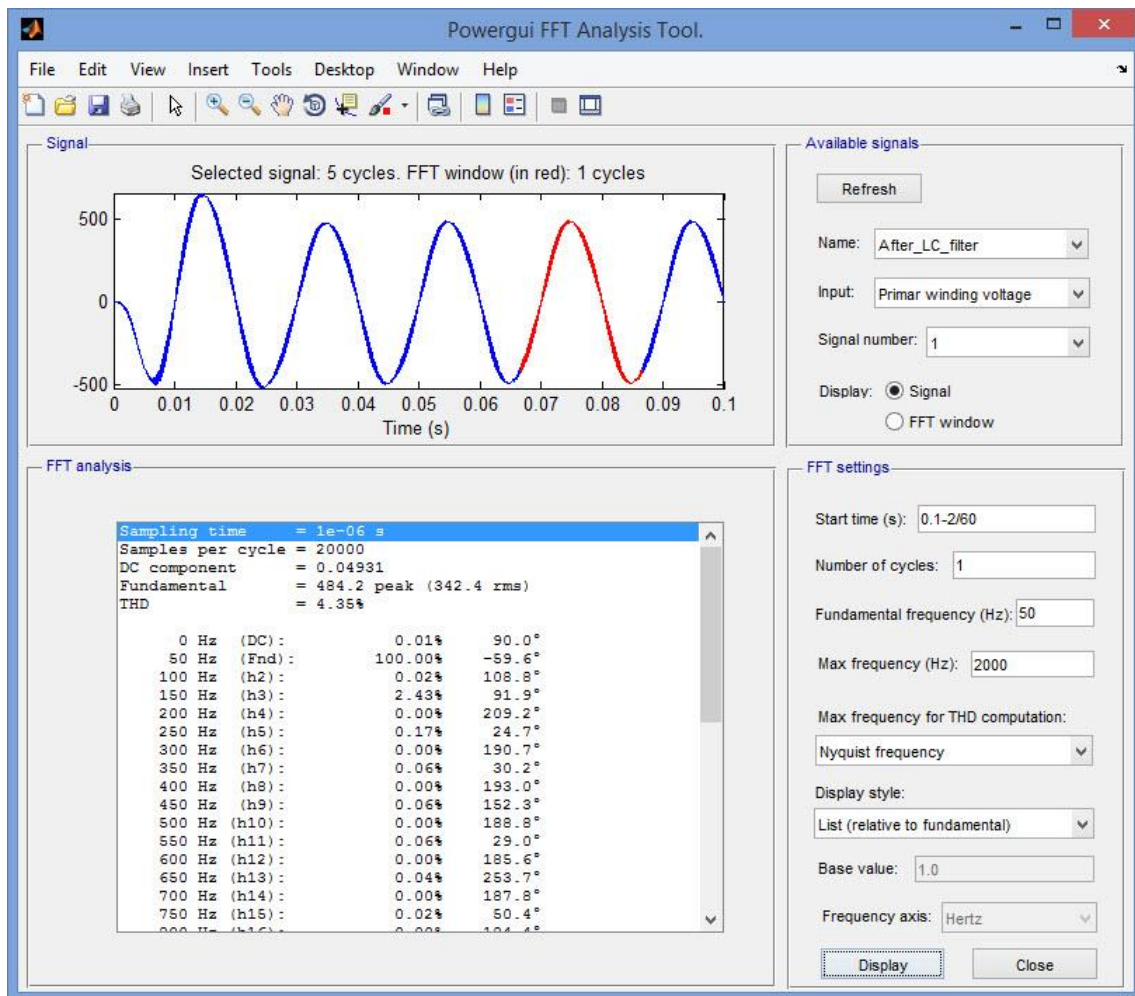 Powergui FFT Analysis Tool.
File Edit View Insert Tools Desktop Window Help
Signal
Selected signal: 5 cycles. FFT window (in red): 1 cycles
500
0
-500
0 0.01 0.02 0.03 0.04 0.05 0.06 0.07 0.08 0.09 0.1
Time (s)
FFT analysis
Sampling time = 1e-06 s
Samples per cycle = 20000
DC component = 0.04931
Fundamental = 484.2 peak (342.4 rms)
THD = 4.35%
0 Hz (DC): 0.01% 90.0°
50 Hz (Fnd): 100.00% -59.6°
100 Hz (h2): 0.02% 108.8°
150 Hz (h3): 2.43% 91.9°
200 Hz (h4): 0.00% 209.2°
250 Hz (h5): 0.17% 24.7°
300 Hz (h6): 0.00% 190.7°
350 Hz (h7): 0.06% 30.2°
400 Hz (h8): 0.00% 193.0°
450 Hz (h9): 0.06% 152.3°
500 Hz (h10): 0.00% 188.8°
550 Hz (h11): 0.06% 29.0°
600 Hz (h12): 0.00% 185.6°
650 Hz (h13): 0.04% 253.7°
700 Hz (h14): 0.00% 187.8°
750 Hz (h15): 0.02% 50.4°
Available signals
Refresh
Name: After_LC_filter
Input: Primar winding voltage
Signal number: 1
Display: Signal
FFT window
FFT settings
Start time (s): 0.1-2/60
Number of cycles: 1
Fundamental frequency (Hz): 50
Max frequency (Hz): 2000
Max frequency for THD computation:
Nyquist frequency
Display style:
List (relative to fundamental)
Base value: 1.0
Frequency axis: Hertz
Display Close